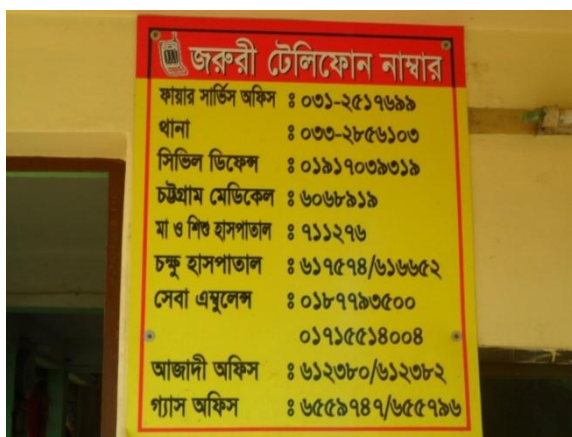 জরুরী টেলিফোন নাম্বার
ফায়ার সার্ভিস অফিস : ০৩১-২৫১৭৬৯৯
থানা : ০৩৩-২৮৫৬১০৩
সিভিল ডিফেন্স : ০১৯১৭০৩৯৩১৯
চট্টগ্রাম মেডিকেল : ৬০৬৮৯১৯
মা ও শিশু হাসপাতাল : ৭১১২৭৬
চক্ষু হাসপাতাল : ৬১৭৫৭৪/৬১৬৬৫২
সেবা এম্বুলেন্স : ০১৮৭৭৯৩৫০০
০১৭১৫৫১৪০০৪
আজাদী অফিস : ৬১২৩৮০/৬১২৩৮২
গ্যাস অফিস : ৬৫৫৯৭৪৭/৬৫৫৭৯৬